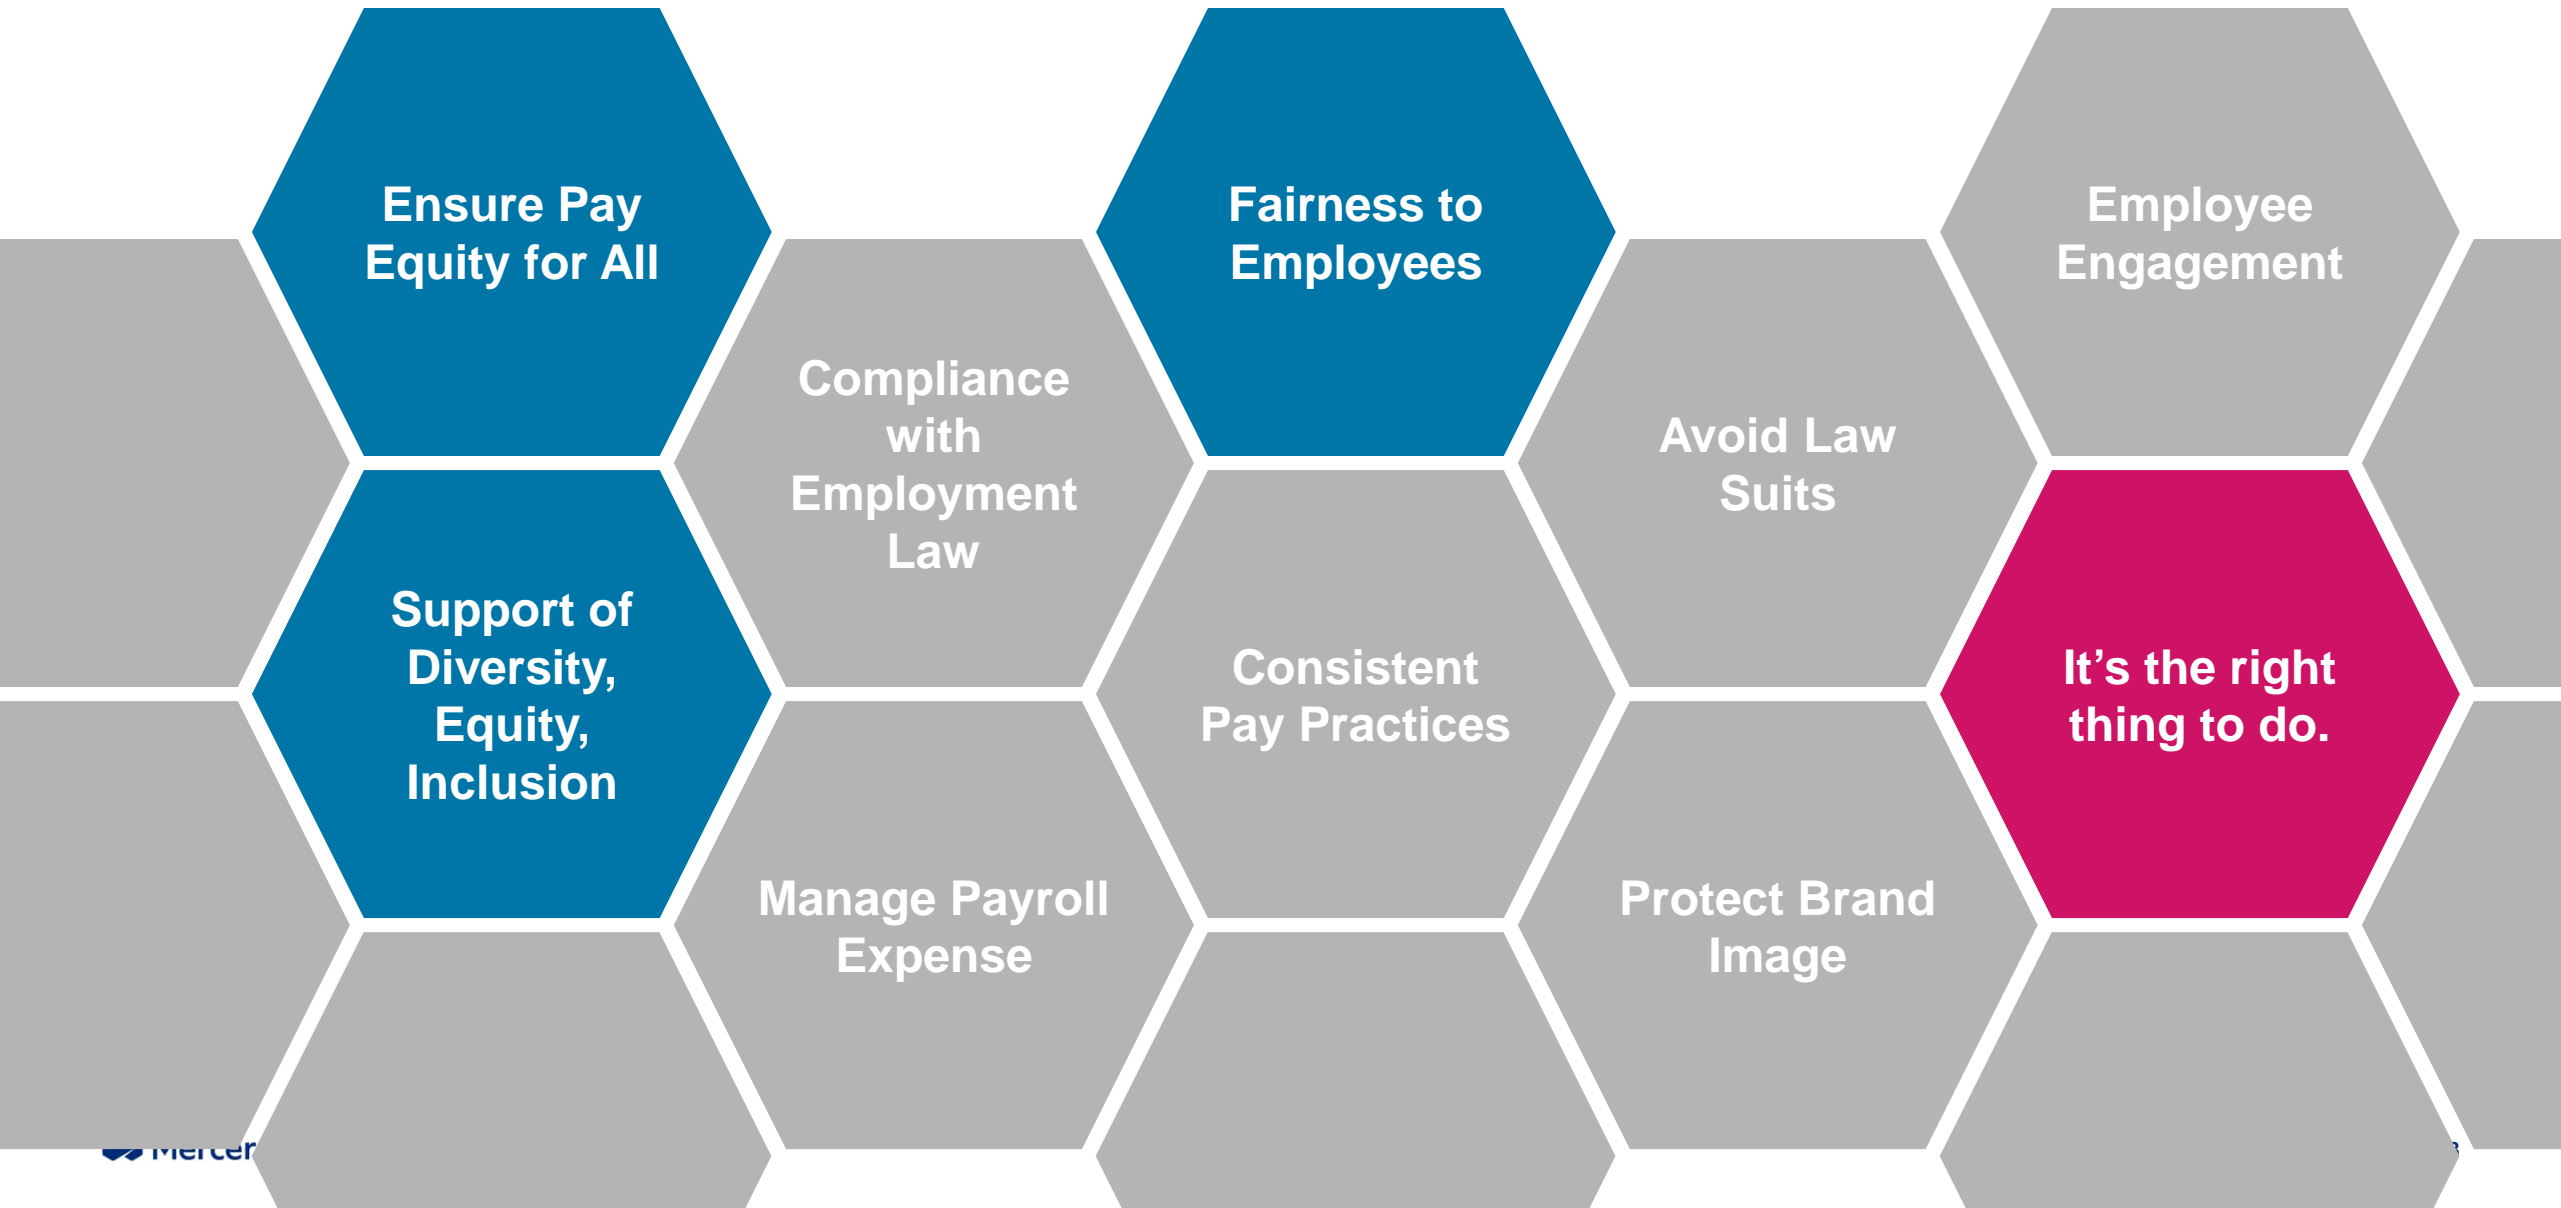 Ensure Pay
Equity for All
Fairness to
Employees
Employee
Engagement
Compliance
with
Employment
Law
Avoid Law
Suits
Support of
Diversity,
Equity,
Inclusion
Consistent
Pay Practices
It’s the right
thing to do.
Manage Payroll
Expense
Protect Brand
Image
Mercer